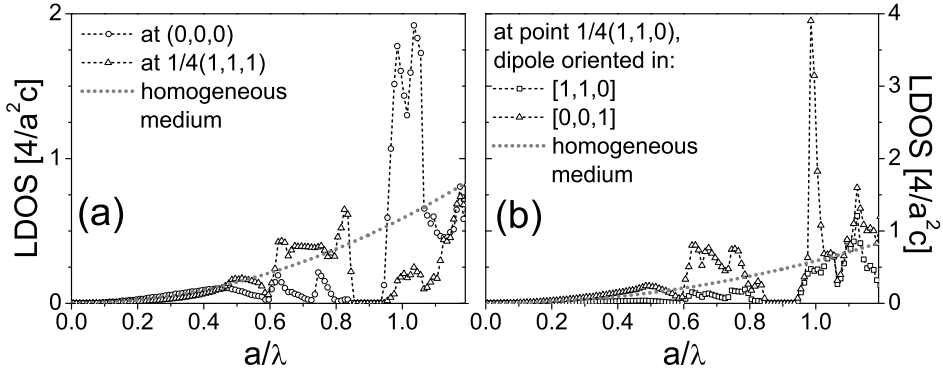 2
1
0
LDOS [4/a²c]
at (0,0,0)
at 1/4(1,1,1)
homogeneous
medium
(a)
0.0 0.2 0.4 0.6 0.8 1.0
a/λ
at point 1/4(1,1,0),
dipole oriented in:
[1,1,0]
[0,0,1]
homogeneous
medium
(b)
0.0 0.2 0.4 0.6 0.8 1.0
a/λ
4
3
2
1
0
LDOS [4/a²c]